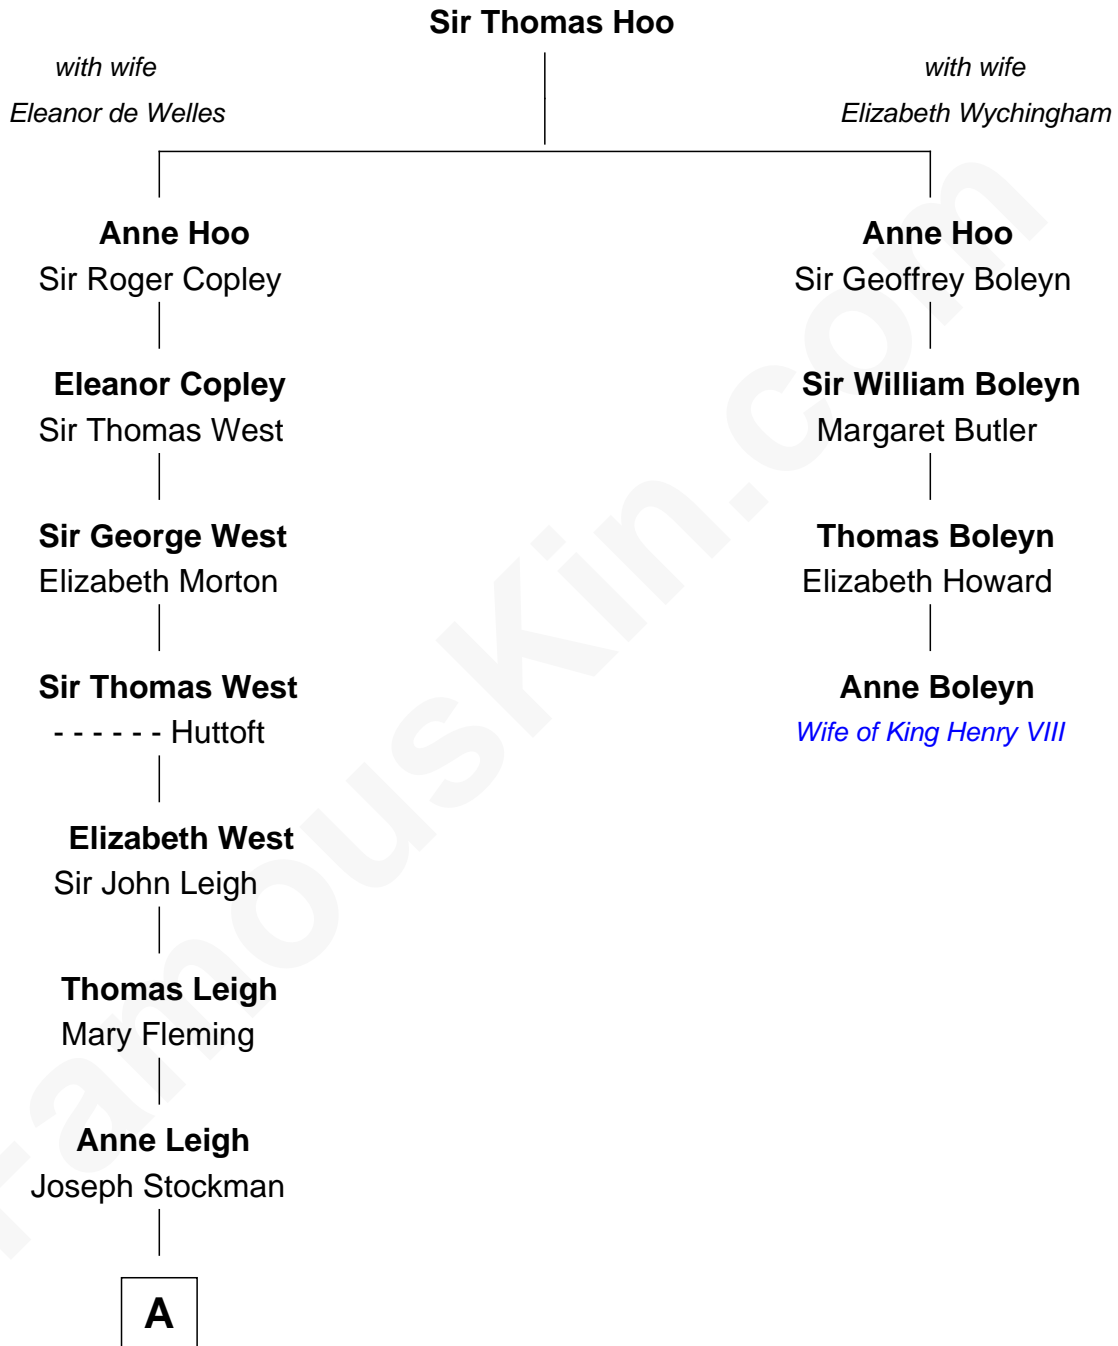 Sir Thomas Hoo
with wife
Eleanor de Welles
with wife
Elizabeth Wychingham
Anne Hoo
Sir Roger Copley
Anne Hoo
Sir Geoffrey Boleyn
Eleanor Copley
Sir Thomas West
Sir William Boleyn
Margaret Butler
Sir George West
Elizabeth Morton
Thomas Boleyn
Elizabeth Howard
Sir Thomas West
- - - - - - Huttoft
Anne Boleyn
Wife of King Henry VIII
Elizabeth West
Sir John Leigh
Thomas Leigh
Mary Fleming
Anne Leigh
Joseph Stockman
A
FamousKin.com